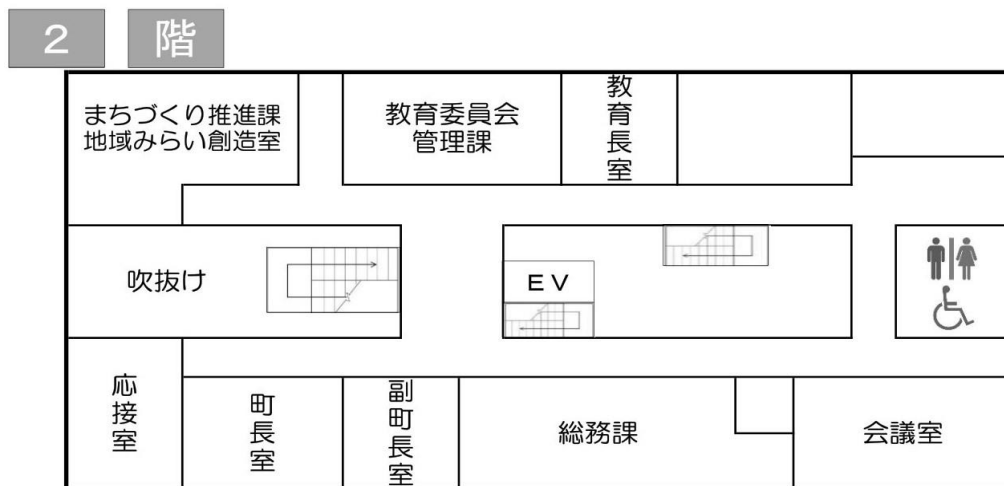 ２ 階
まちづくり推進課
地域みらい創造室
教育委員会
管理課
教育長室
吹抜け
ＥＶ
応接室
町長室
副町長室
総務課
会議室